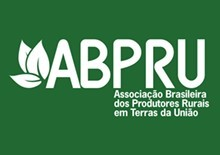 ABPRU
Associação Brasileira
dos Produtores Rurais
em Terras da União